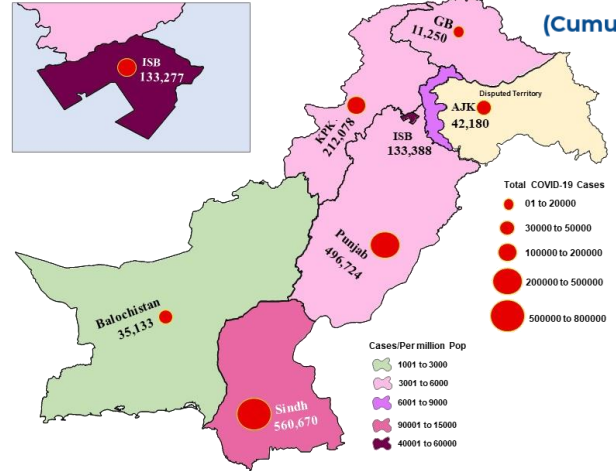 (Cumu
ISB
133,277
GB
11,250
Disputed Territory
AJK
42,180
KPK
212,078
ISB
133,388
Total COVID-19 Cases
01 to 20000
30000 to 50000
100000 to 200000
200000 to 500000
500000 to 800000
Punjab
496,724
Balochistan
35,133
Cases/Per million Pop
1001 to 3000
3001 to 6000
6001 to 9000
90001 to 15000
40001 to 60000
Sindh
560,670